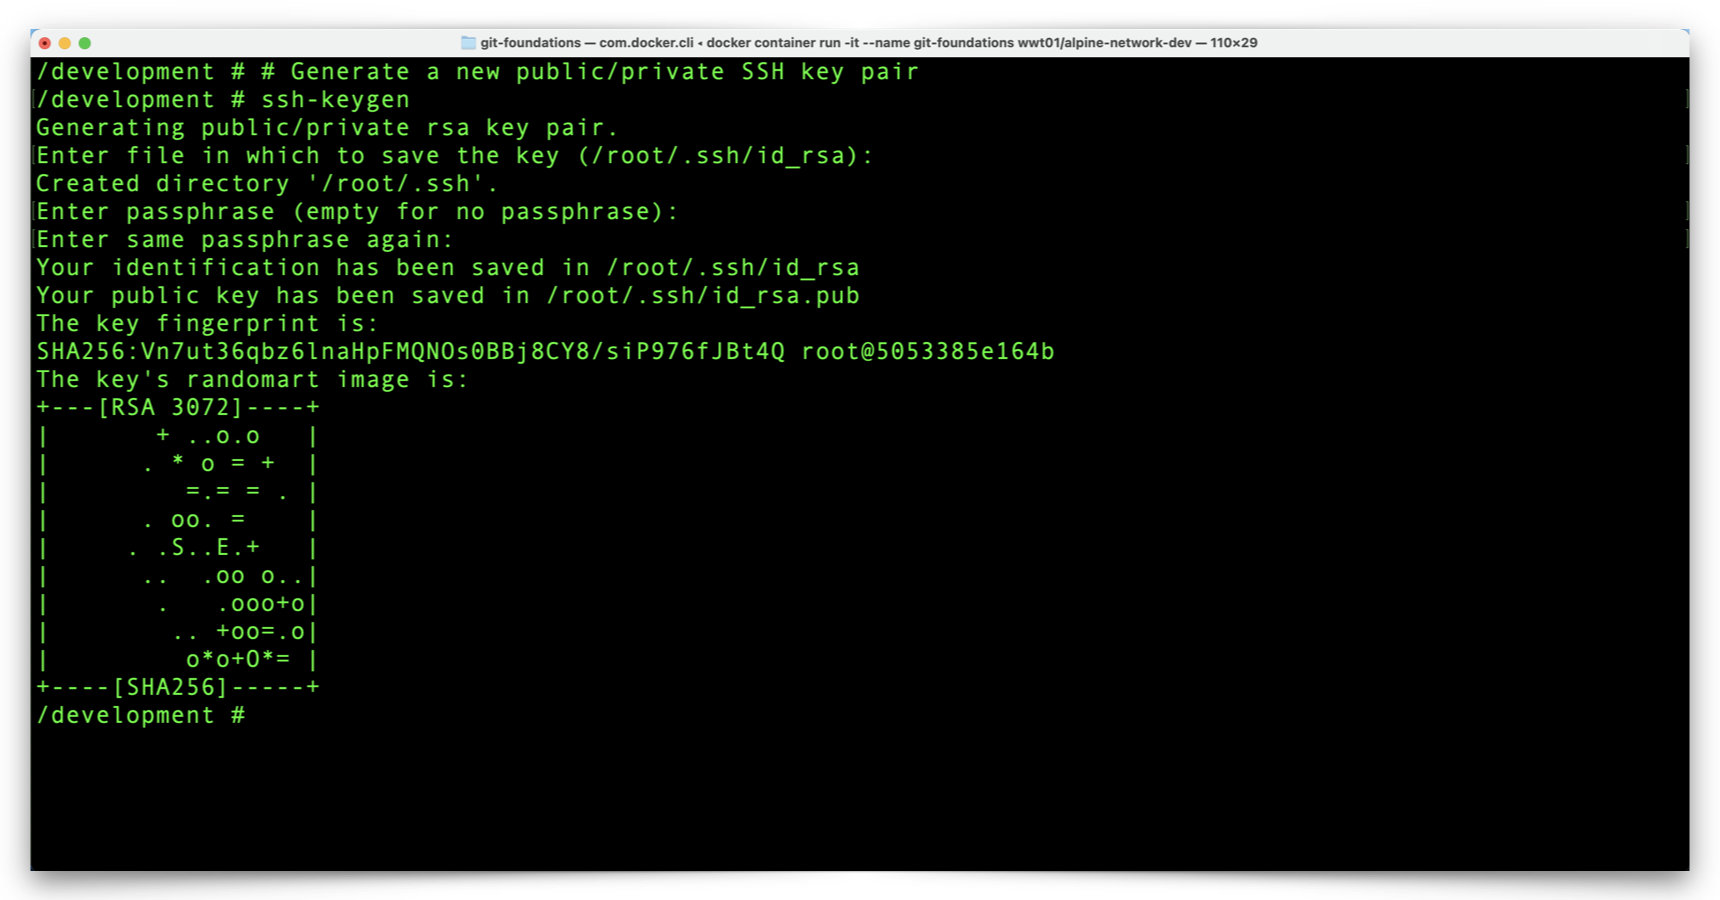 git-foundations — com.docker.cli ◂ docker container run -it --name git-foundations wwt01/alpine-network-dev — 110×29
/development # # Generate a new public/private SSH key pair
/development # ssh-keygen
Generating public/private rsa key pair.
Enter file in which to save the key (/root/.ssh/id_rsa):
Created directory '/root/.ssh'.
Enter passphrase (empty for no passphrase):
Enter same passphrase again:
Your identification has been saved in /root/.ssh/id_rsa
Your public key has been saved in /root/.ssh/id_rsa.pub
The key fingerprint is:
SHA256:Vn7ut36qbz6lnaHpFMQNOs0BBj8CY8/siP976fJBt4Q root@5053385e164b
The key's randomart image is:
+---[RSA 3072]----+
|       + ..o.o   |
|      . * o = +  |
|         =.= = . |
|      . oo. =    |
|     . .S..E.+   |
|      ..  .oo o..|
|       .   .ooo+o|
|        .. +oo=.o|
|         o*o+O*= |
+----[SHA256]-----+
/development #